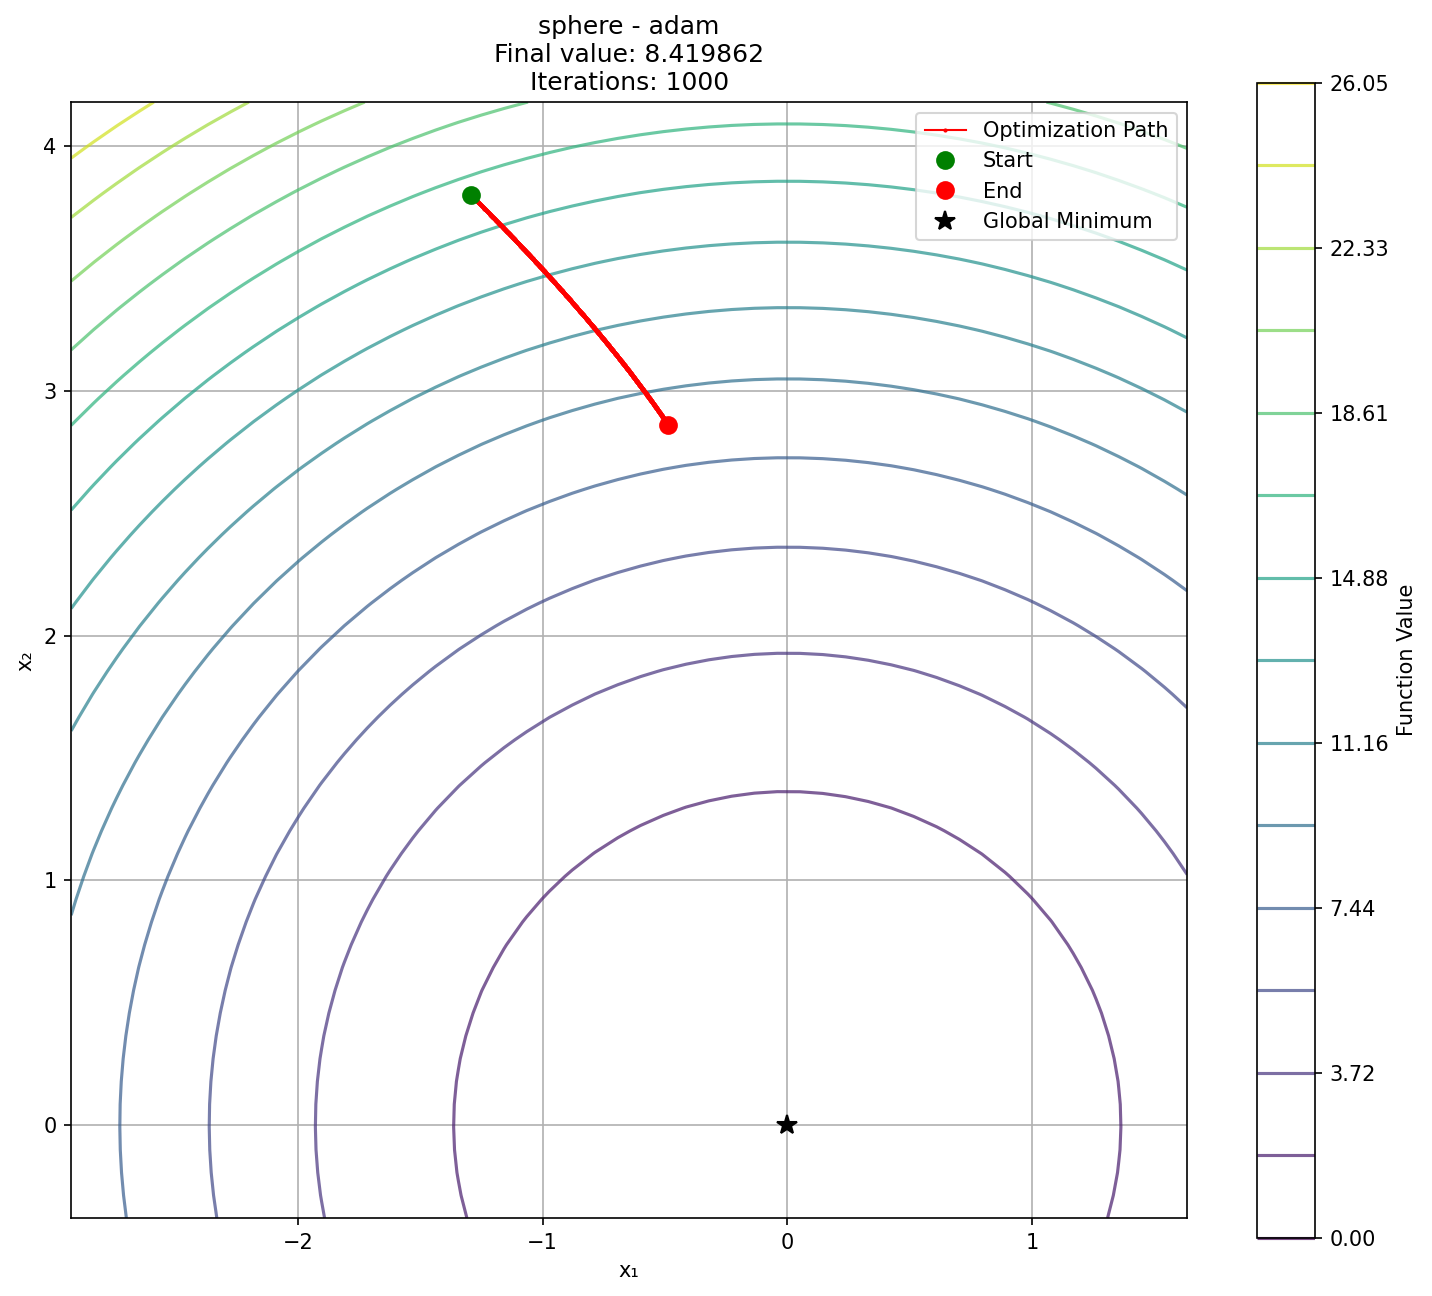 sphere - adam
Final value: 8.419862
Iterations: 1000
Optimization Path
Start
End
Global Minimum
4
3
2
1
0
x₂
−2
−1
0
1
x₁
26.05
22.33
18.61
14.88
11.16
7.44
3.72
0.00
Function Value